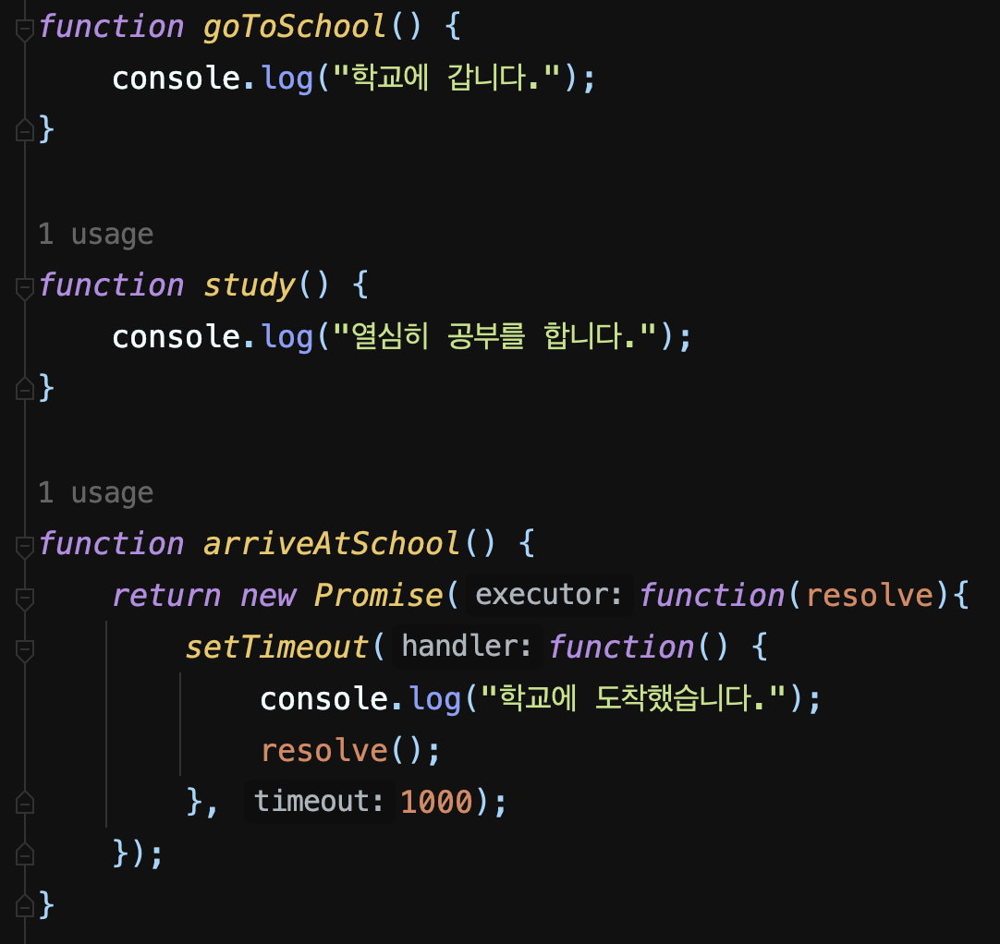 function goToSchool() {
console.log("학교에 갑니다.");
}
1 usage
function study() {
console.log("열심히 공부를 합니다.");
}
1 usage
function arriveAtSchool() {
return new Promise( executor: function(resolve){
setTimeout( handler: function() {
console.log("학교에 도착했습니다.");
resolve();
}, timeout: 1000);
});
}